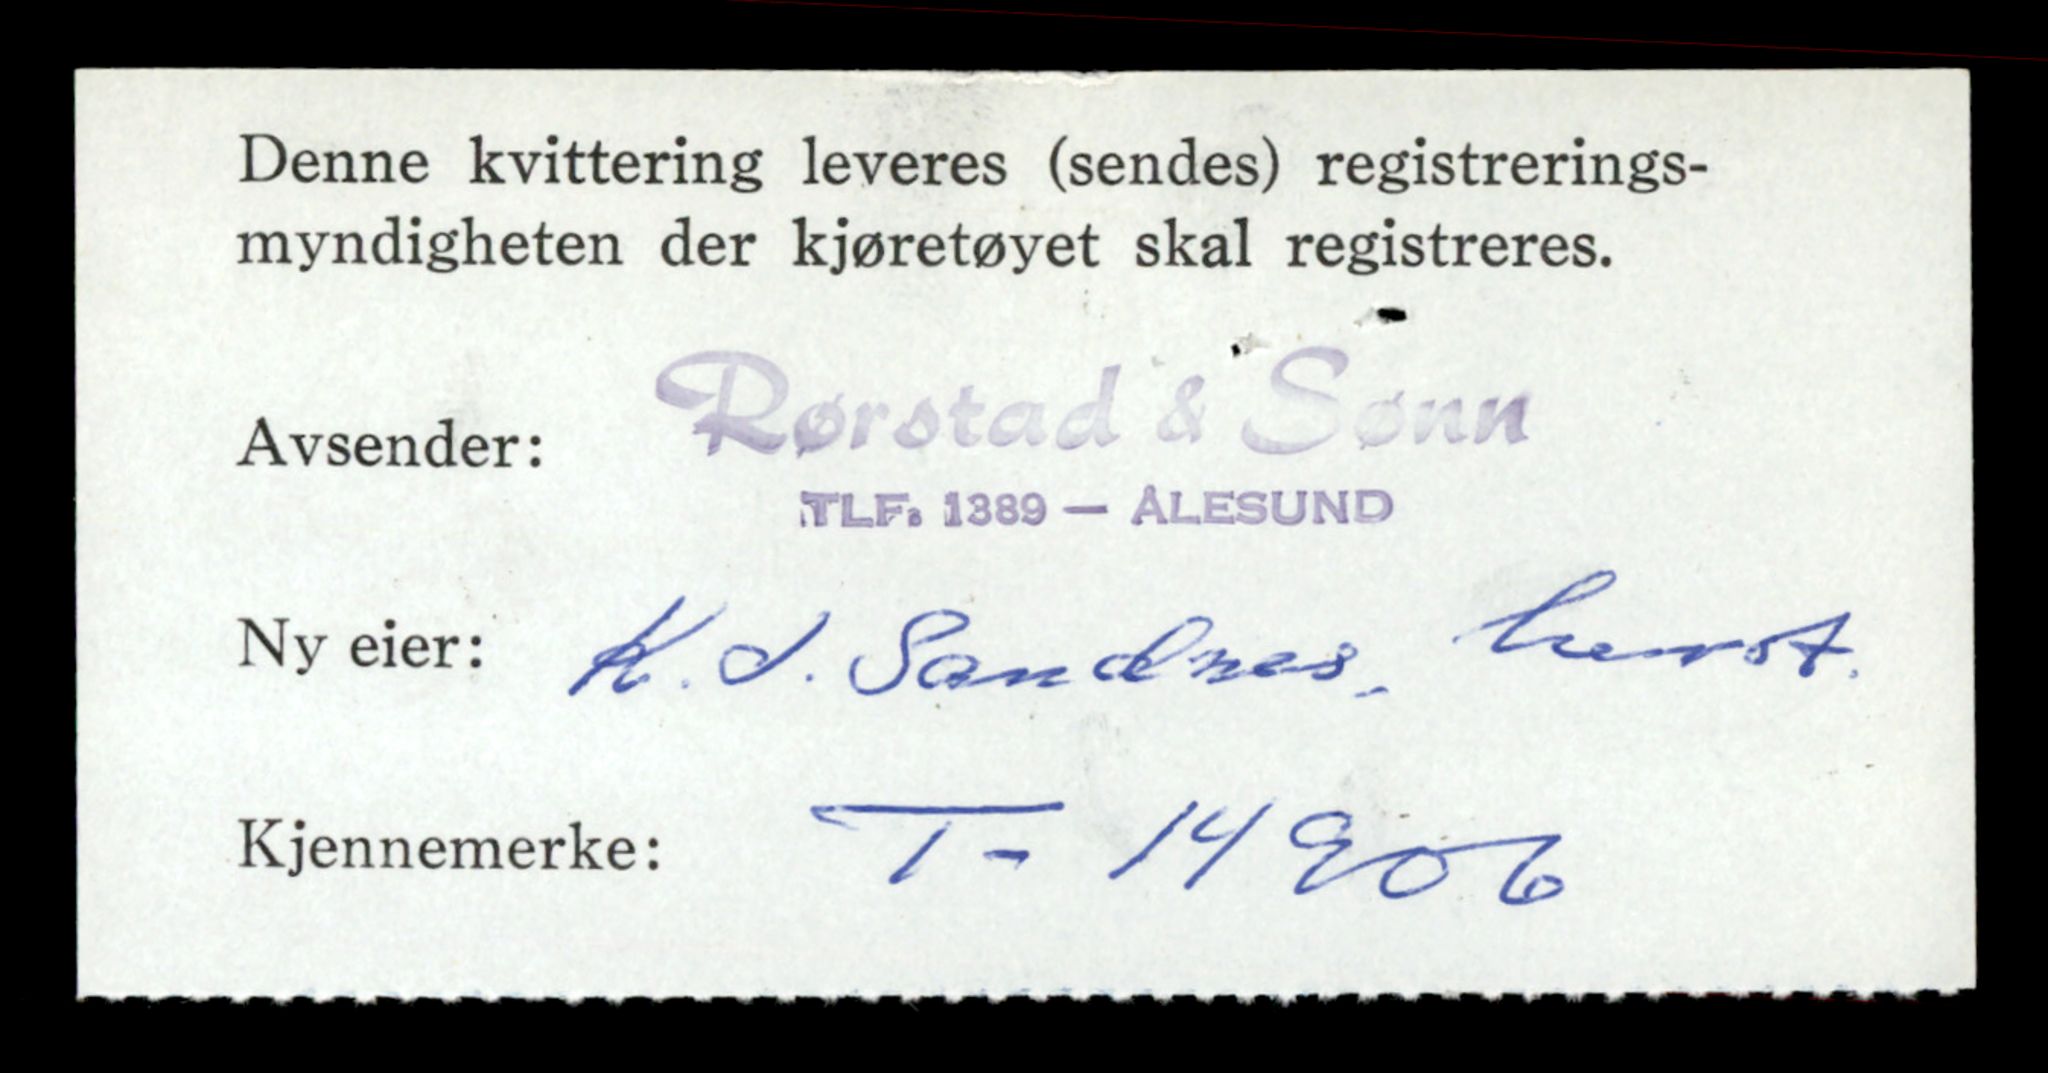 Denne kvittering leveres (sendes) registrerings-
myndigheten der kjøretøyet skal registreres.
Avsender: Rørstad & Sønn
TLF. 1389 — ÅLESUND
Ny eier: K. J. Sandnes,
Kjennemerke: T- 14906